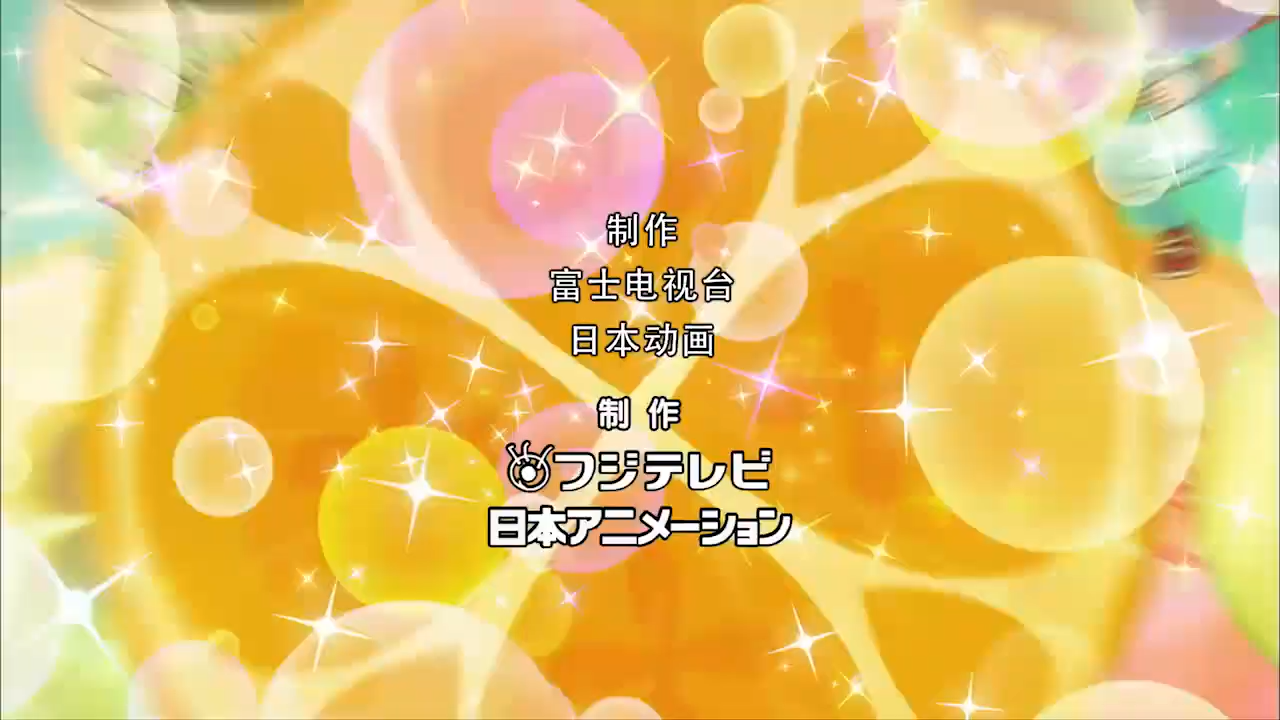 制作
富士电视台
日本动画
制作
フジテレビ
日本アニメーション